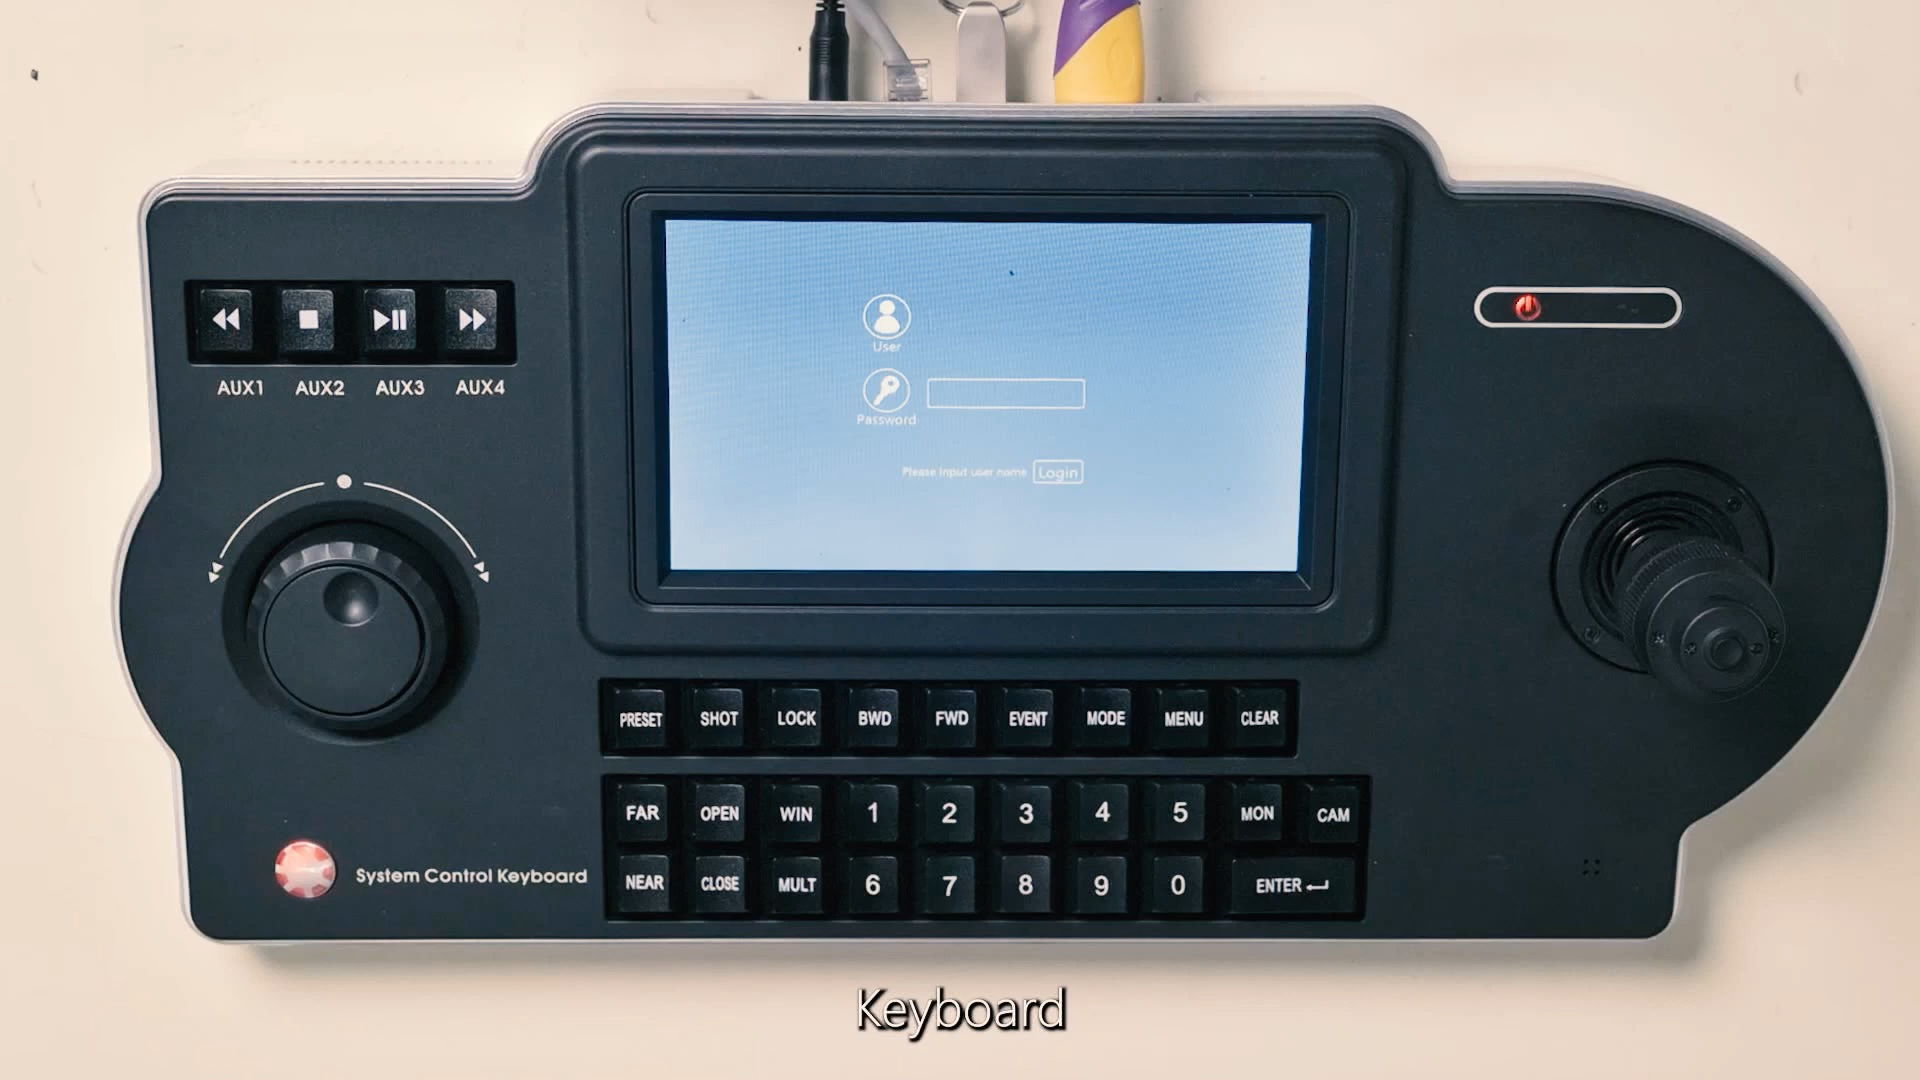 User
Password
Please input user name Login
AUX1 AUX2 AUX3 AUX4
PRESET SHOT LOCK BWD FWD EVENT MODE MENU CLEAR
FAR OPEN WIN 1 2 3 4 5 MON CAM
NEAR CLOSE MULT 6 7 8 9 0 ENTER
System Control Keyboard
Keyboard